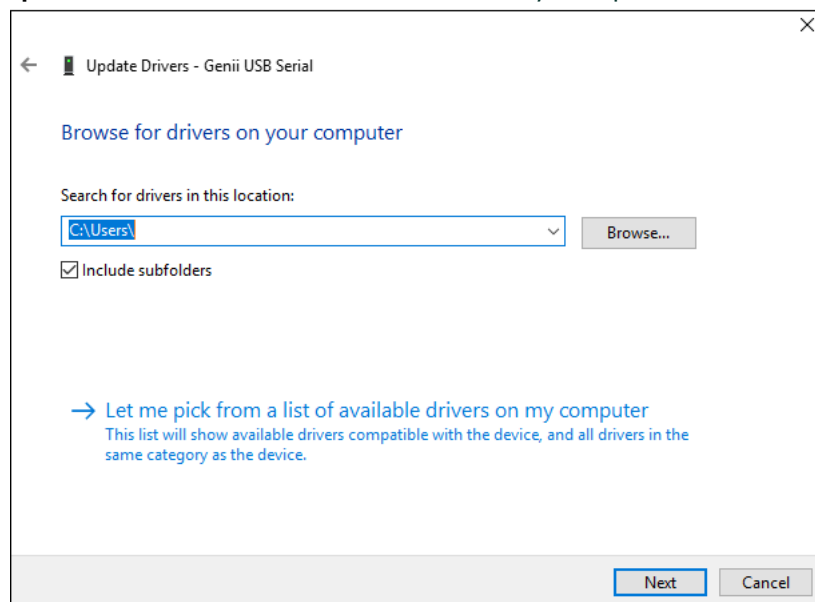 Update Drivers - Genii USB Serial
Browse for drivers on your computer
Search for drivers in this location:
C:\Users\
Browse...
Include subfolders
Let me pick from a list of available drivers on my computer
This list will show available drivers compatible with the device, and all drivers in the
same category as the device.
Next
Cancel